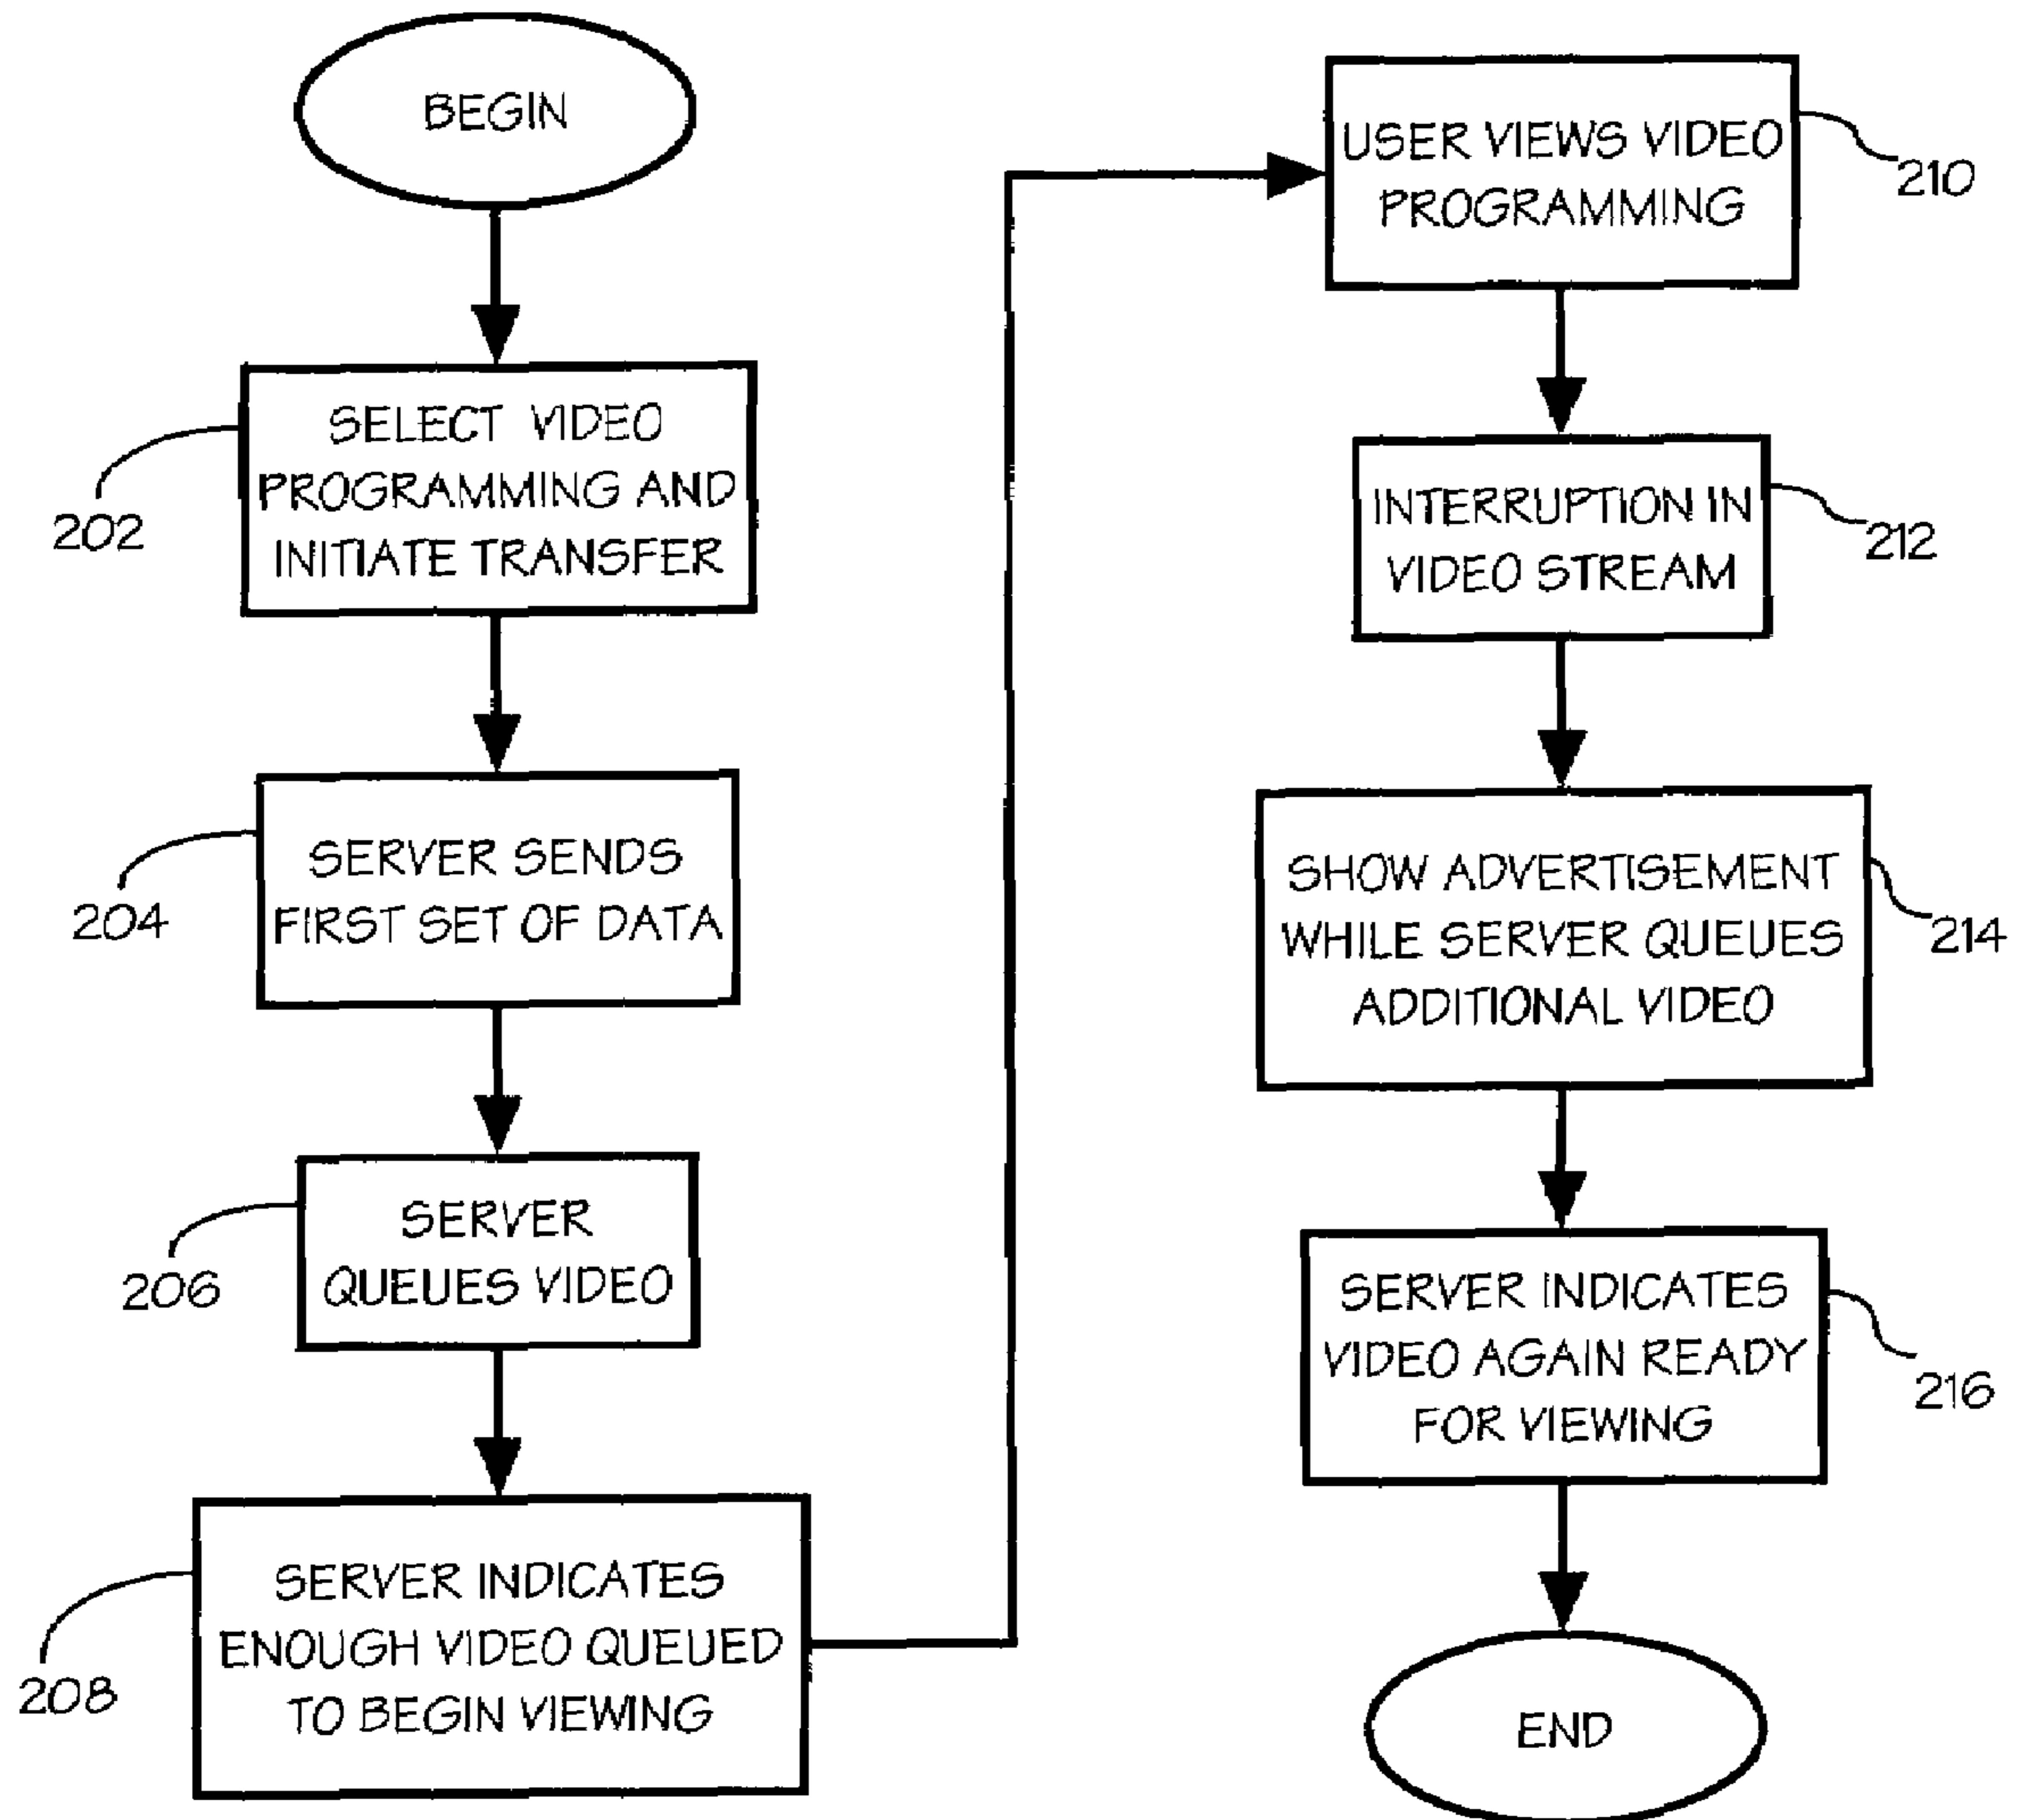 BEGIN
SELECT VIDEO
PROGRAMMING AND
INITIATE TRANSFER
202
SERVER SENDS
FIRST SET OF DATA
204
SERVER
QUEUES VIDEO
206
SERVER INDICATES
ENOUGH VIDEO QUEUED
TO BEGIN VIEWING
208
USER VIEWS VIDEO
PROGRAMMING
210
INTERRUPTION IN
VIDEO STREAM
212
SHOW ADVERTISEMENT
WHILE SERVER QUEUES
ADDITIONAL VIDEO
214
SERVER INDICATES
VIDEO AGAIN READY
FOR VIEWING
216
END